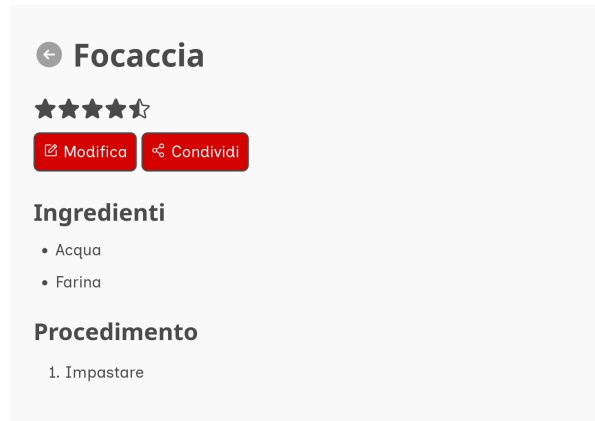 Focaccia
Modifica Condividi
Ingredienti
• Acqua
• Farina
Procedimento
1. Impastare